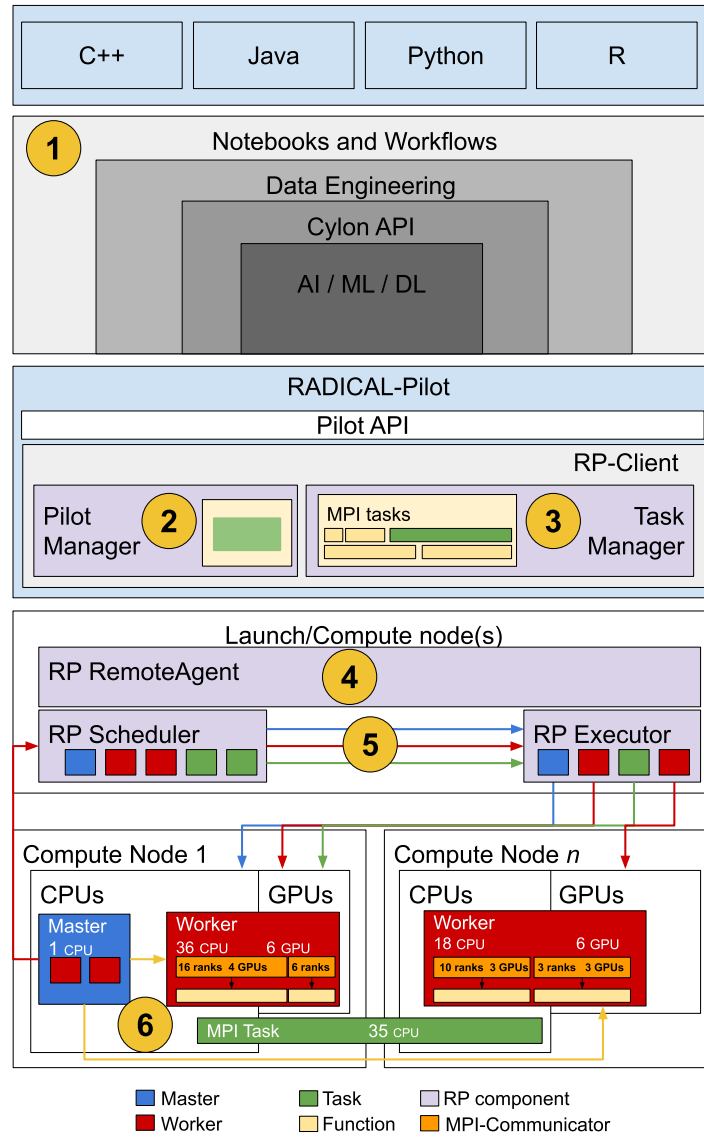 C++ Java Python R
1
Notebooks and Workflows
Data Engineering
Cylon API
AI / ML / DL
RADICAL-Pilot
Pilot API
RP-Client
Pilot
Manager
2
MPI tasks
3
Task
Manager
Launch/Compute node(s)
RP RemoteAgent
4
RP Scheduler
5
RP Executor
Compute Node 1
CPUs
GPUs
Master
1 CPU
Worker
36 CPU 6 GPU
16 ranks 4 GPUs 6 ranks
6
MPI Task 35 CPU
Compute Node n
CPUs
GPUs
Worker
18 CPU 6 GPU
10 ranks 3 GPUs 3 ranks 3 GPUs
Master Task RP component
Worker Function MPI-Communicator